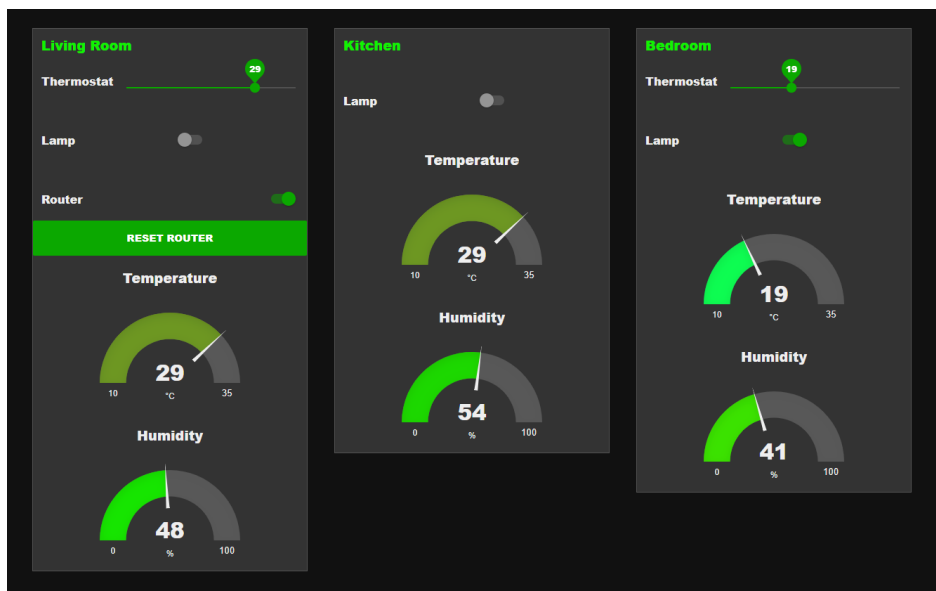 Living Room
Thermostat
29
Lamp
Router
RESET ROUTER
Temperature
29
10 °C 35
Humidity
48
0 % 100
Kitchen
Lamp
Temperature
29
10 °C 35
Humidity
54
0 % 100
Bedroom
Thermostat
19
Lamp
Temperature
19
10 °C 35
Humidity
41
0 % 100